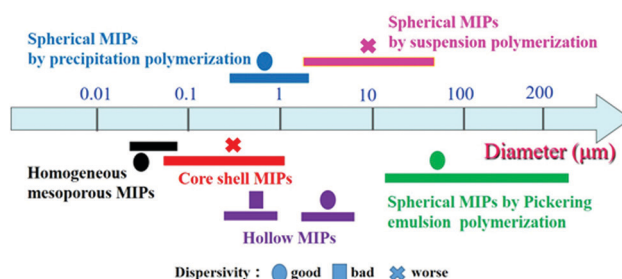 Spherical MIPs
by precipitation polymerization
Spherical MIPs
by suspension polymerization
0.01 0.1 1 10 100 200
Diameter (μm)
Homogeneous
mesoporous MIPs
Core shell MIPs
Hollow MIPs
Spherical MIPs by Pickering
emulsion polymerization
Dispersivity : good bad worse